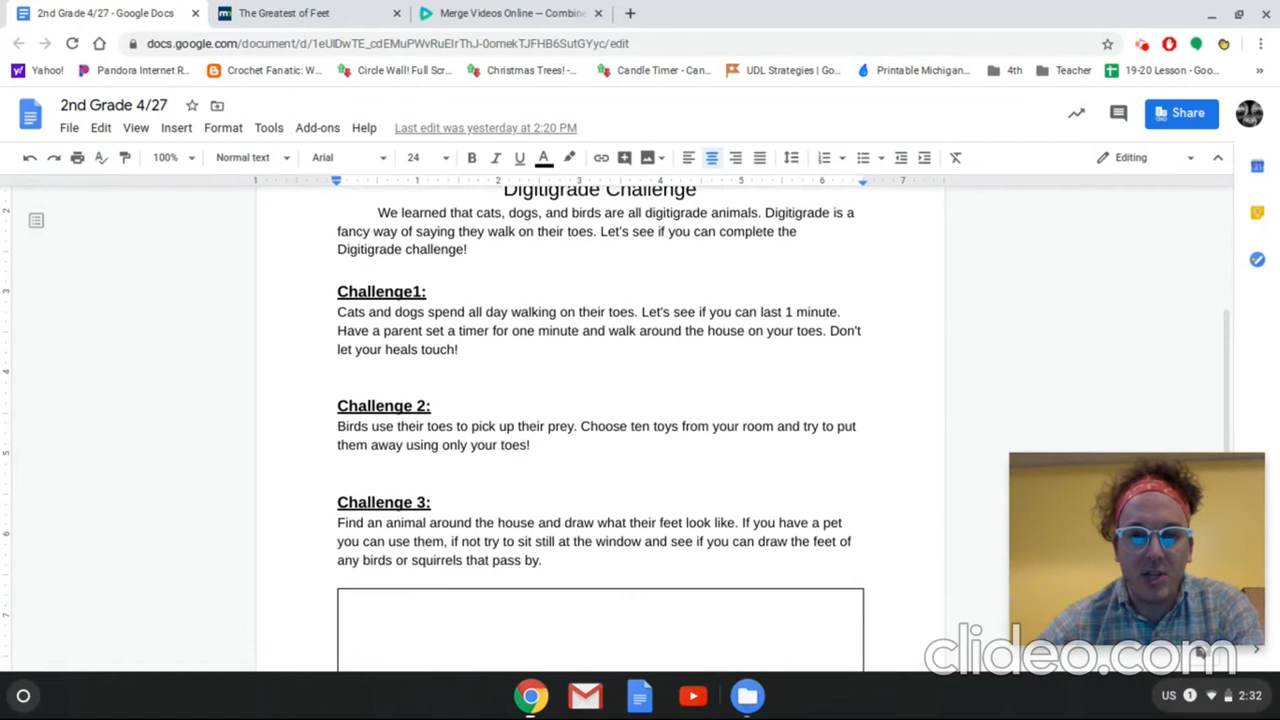 2nd Grade 4/27 - Google Docs
The Greatest of Feet
Merge Videos Online — Combine
docs.google.com/document/d/1eUlDwTE_cdEMuPWvRuElrThJ-0omekTJFHB6SutGYyc/edit
Yahoo!
Pandora Internet R...
Crochet Fanatic: W...
Circle Wall! Full Scr...
Christmas Trees! -...
Candle Timer - Can...
UDL Strategies | Go...
Printable Michigan...
4th
Teacher
19-20 Lesson - Goo...
2nd Grade 4/27
Share
File Edit View Insert Format Tools Add-ons Help Last edit was yesterday at 2:20 PM
100% Normal text Arial 24 B I U A Editing
1 1 2 3 4 5 6 7
Digitigrade Challenge
We learned that cats, dogs, and birds are all digitigrade animals. Digitigrade is a
fancy way of saying they walk on their toes. Let's see if you can complete the
Digitigrade challenge!
Challenge1:
Cats and dogs spend all day walking on their toes. Let's see if you can last 1 minute.
Have a parent set a timer for one minute and walk around the house on your toes. Don't
let your heals touch!
Challenge 2:
Birds use their toes to pick up their prey. Choose ten toys from your room and try to put
them away using only your toes!
Challenge 3:
Find an animal around the house and draw what their feet look like. If you have a pet
you can use them, if not try to sit still at the window and see if you can draw the feet of
any birds or squirrels that pass by.
clideo.com
US 1 2:32